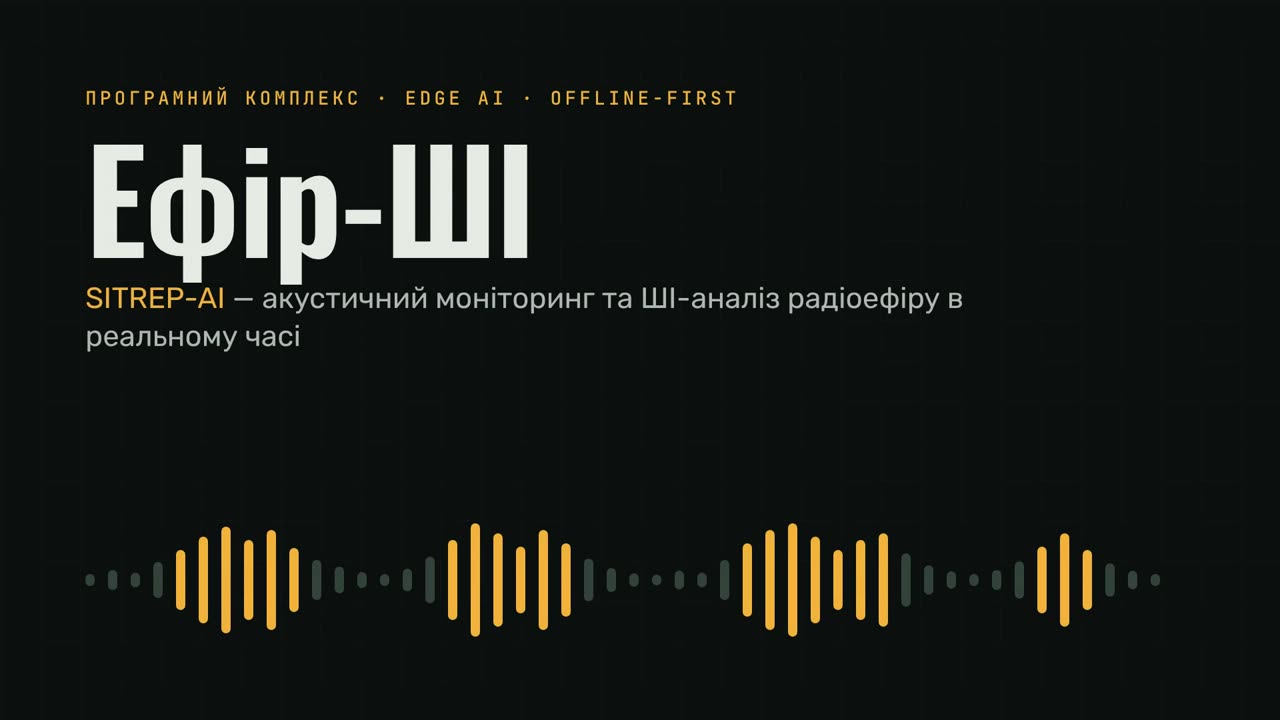 ПРОГРАМНИЙ КОМПЛЕКС · EDGE AI · OFFLINE-FIRST
Ефір-ШІ
SITREP-AI — акустичний моніторинг та ШІ-аналіз радіоефіру в
реальному часі